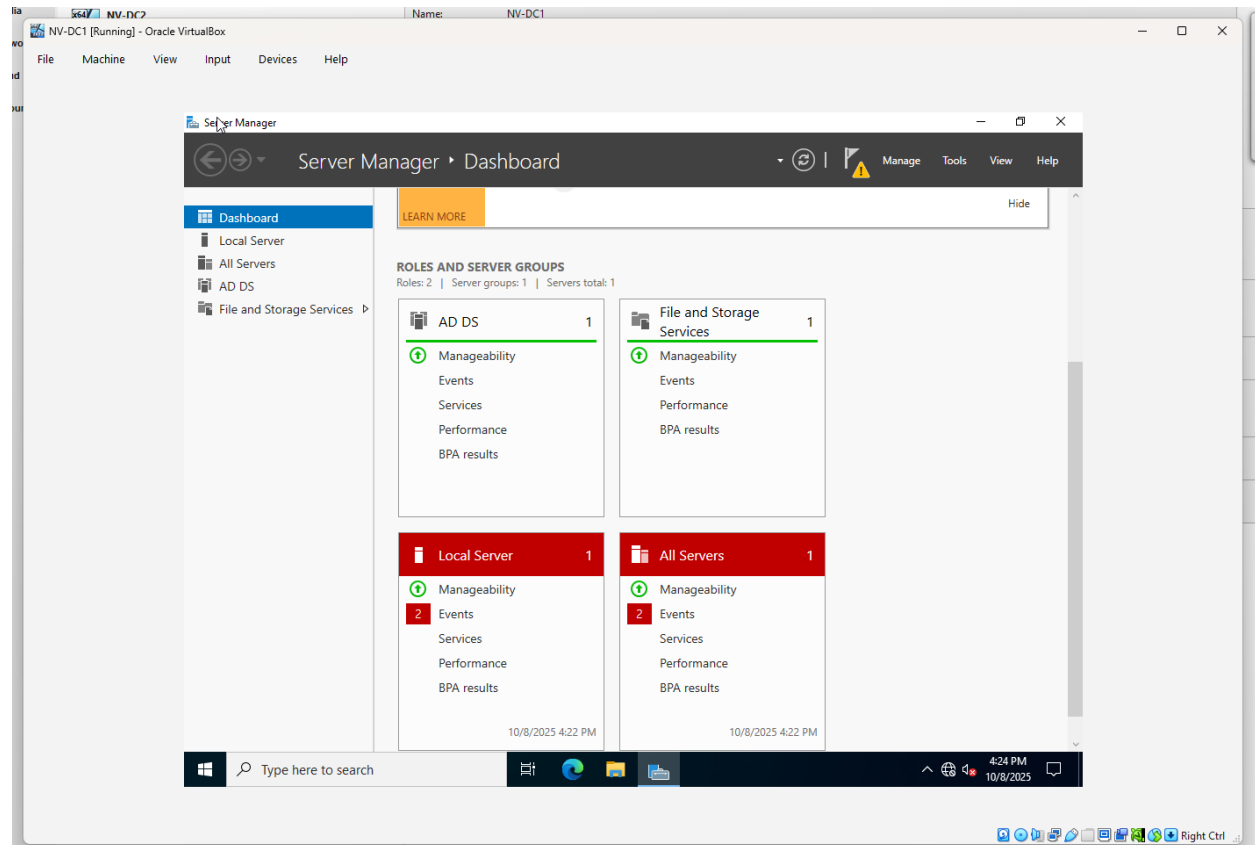 NV-DC2
Name: NV-DC1
NV-DC1 [Running] - Oracle VirtualBox
File Machine View Input Devices Help
Server Manager
Server Manager • Dashboard
Manage Tools View Help
Dashboard
Local Server
All Servers
AD DS
File and Storage Services
LEARN MORE
Hide
ROLES AND SERVER GROUPS
Roles: 2 | Server groups: 1 | Servers total: 1
AD DS 1
Manageability
Events
Services
Performance
BPA results
File and Storage
Services 1
Manageability
Events
Performance
BPA results
Local Server 1
Manageability
2 Events
Services
Performance
BPA results
10/8/2025 4:22 PM
All Servers 1
Manageability
2 Events
Services
Performance
BPA results
10/8/2025 4:22 PM
Type here to search
4:24 PM
10/8/2025
Right Ctrl